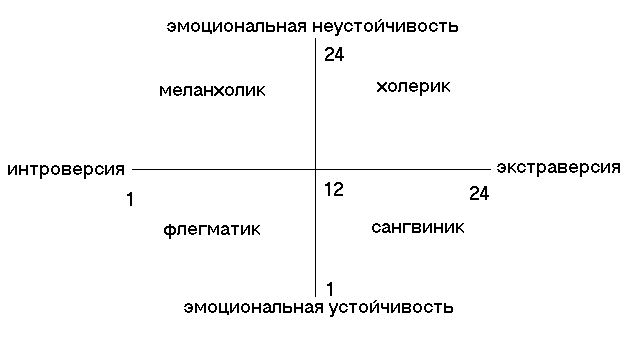 эмоциональная неустойчивость
24
меланхолик
холерик
интроверсия
экстраверсия
1
12
24
флегматик
сангвиник
1
эмоциональная устойчивость